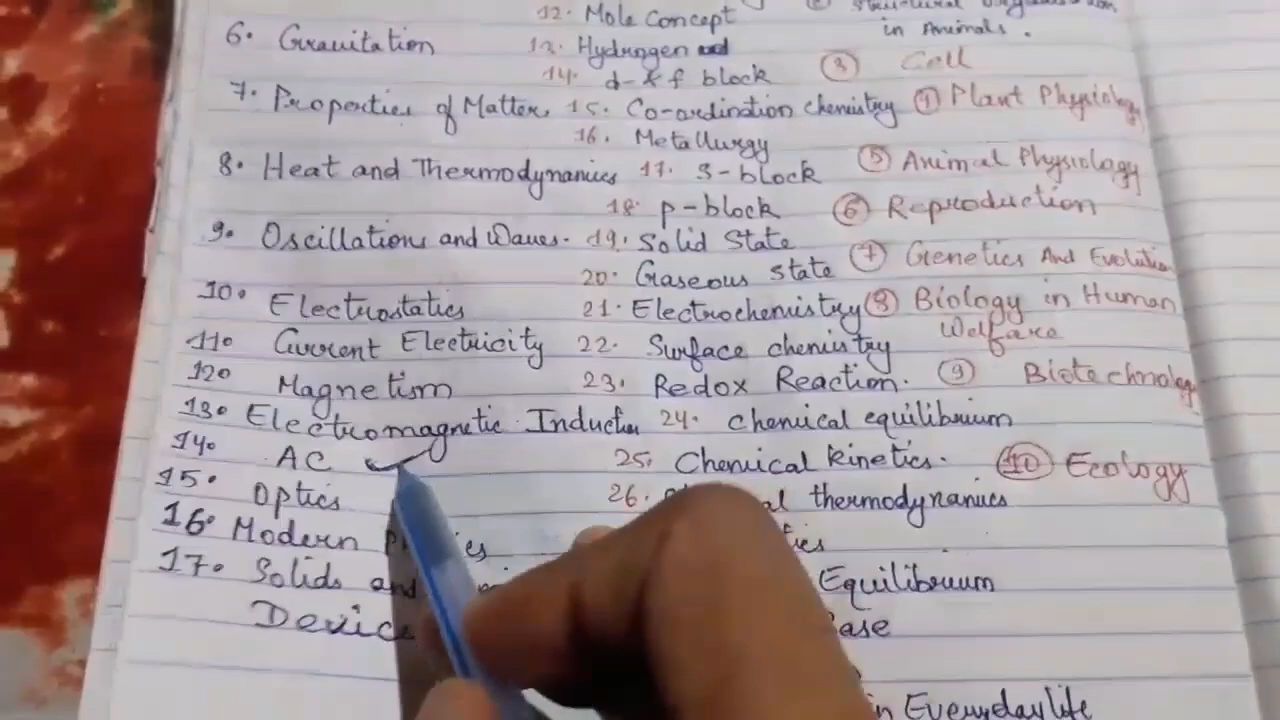 6. Gravitation
7. Properties of Matter.
8. Heat and Thermodynamics
9. Oscillations and Waves.
10. Electrostatics
11. Current Electricity
12. Magnetism
13. Electromagnetic Induction
14. AC
15. Optics
16. Modern
17. Solids and
12. Mole Concept
13. Hydrogen
14. d- & f block
15. Co-ordination chemistry
16. Metallurgy
17. S-block
18. p-block
19. Solid State
20. Gaseous state
21. Electrochemistry
22. Surface chemistry
23. Redox Reaction.
24. Chemical equilibrium
25. Chemical kinetics.
26. thermodynamics
Equilibrium
in Everyday life
in Animals.
3 Cell
Plant Physiology
5 Animal Physiology
6 Reproduction
7 Genetics And Evolution
8 Biology in Human
Welfare
9 Biotechnology
10 Ecology